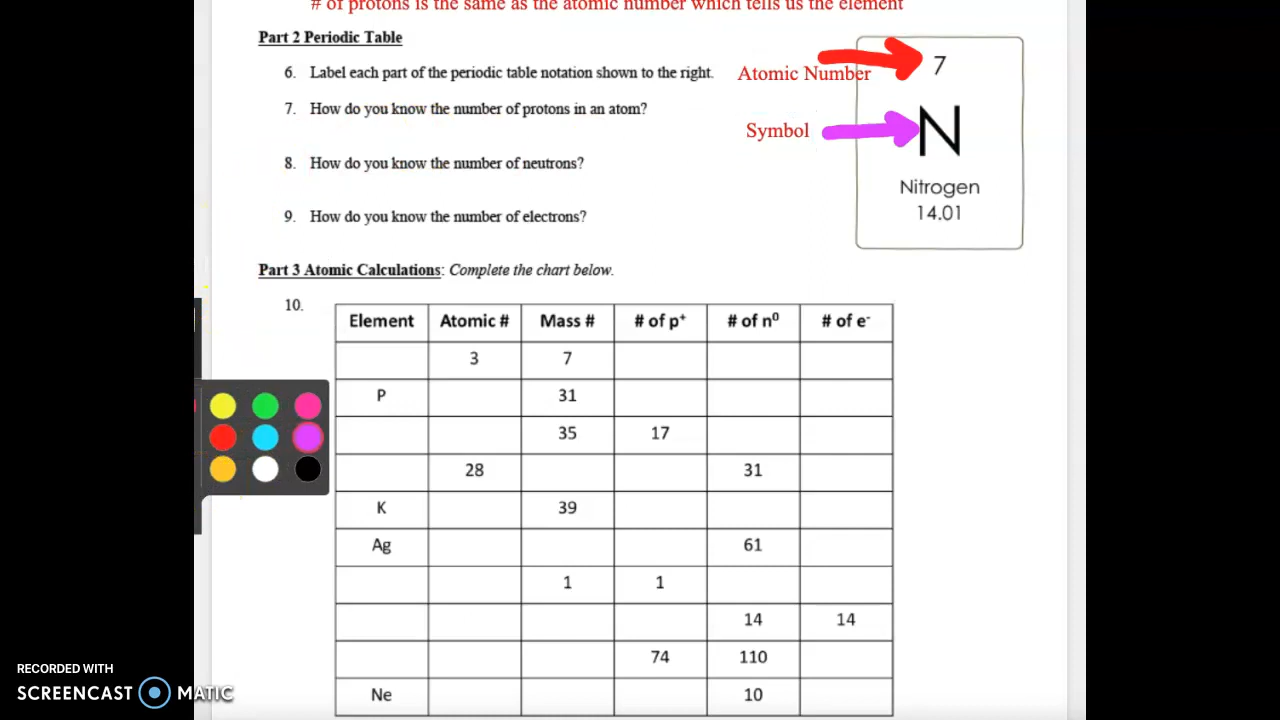 # of protons is the same as the atomic number which tells us the element
Part 2 Periodic Table
6. Label each part of the periodic table notation shown to the right.
Atomic Number
7
7. How do you know the number of protons in an atom?
Symbol
N
8. How do you know the number of neutrons?
Nitrogen
14.01
9. How do you know the number of electrons?
Part 3 Atomic Calculations: Complete the chart below.
10.
Element Atomic # Mass # # of p⁺ # of n⁰ # of e⁻
3 7
P 31
35 17
28 31
K 39
Ag 61
1 1
14 14
74 110
Ne 10
RECORDED WITH
SCREENCAST MATIC